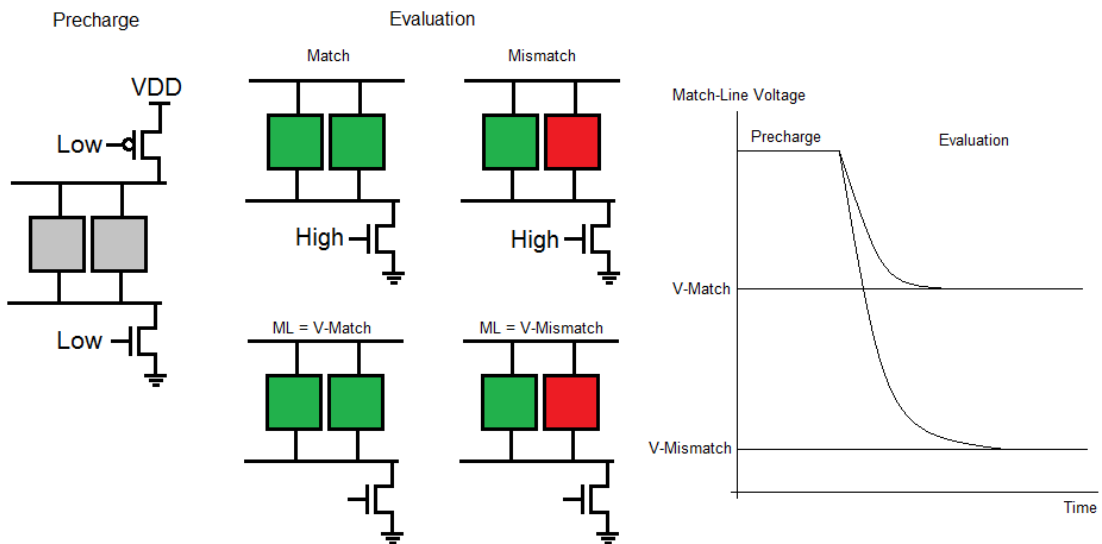 Precharge
Evaluation
Match
Mismatch
VDD
Low
Low
High
High
ML = V-Match
ML = V-Mismatch
Match-Line Voltage
Precharge
Evaluation
V-Match
V-Mismatch
Time